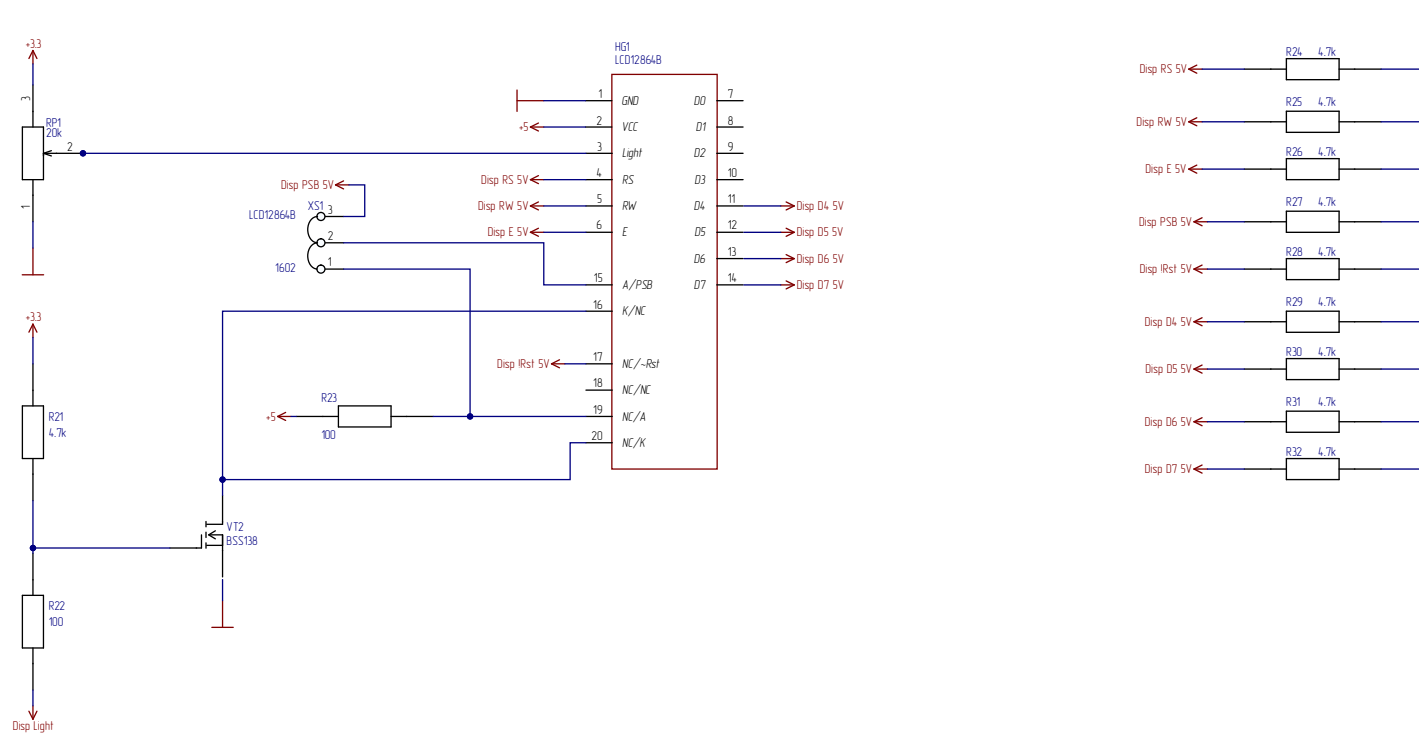 +3.3
3
RP1
20k
2
1
+3.3
R21
4.7k
R22
100
Disp Light
VT2
BSS138
Disp PSB 5V
XS1
LCD12864B
3
2
1602
1
+5
R23
100
HG1
LCD12864B
1 GND D0 7
+5 2 VCC D1 8
3 Light D2 9
Disp RS 5V 4 RS D3 10
Disp RW 5V 5 RW D4 11 Disp D4 5V
Disp E 5V 6 E D5 12 Disp D5 5V
D6 13 Disp D6 5V
15 A/PSB D7 14 Disp D7 5V
16 K/NC
Disp !Rst 5V 17 NC/~Rst
18 NC/NC
19 NC/A
20 NC/K
R24 4.7k
Disp RS 5V
R25 4.7k
Disp RW 5V
R26 4.7k
Disp E 5V
R27 4.7k
Disp PSB 5V
R28 4.7k
Disp !Rst 5V
R29 4.7k
Disp D4 5V
R30 4.7k
Disp D5 5V
R31 4.7k
Disp D6 5V
R32 4.7k
Disp D7 5V